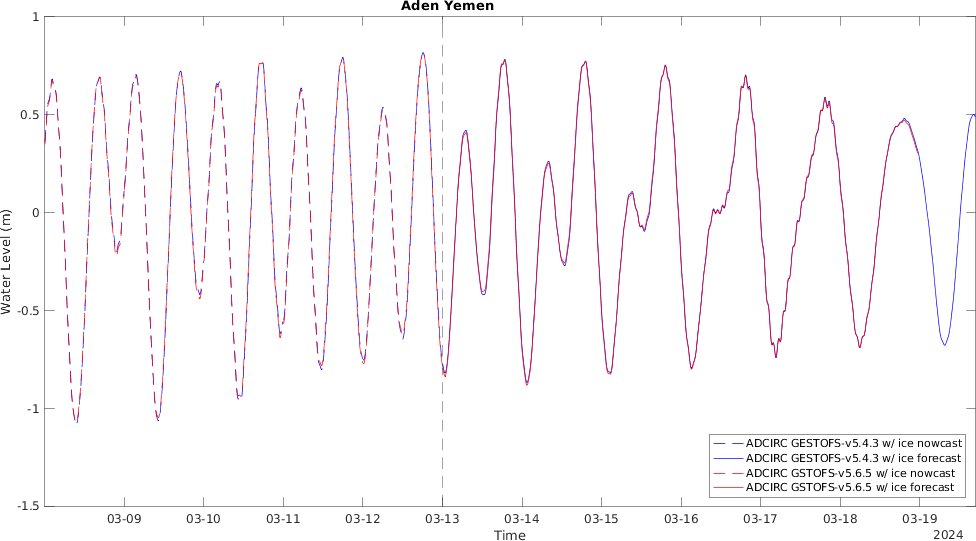 Aden Yemen
1
0.5
0
-0.5
-1
-1.5
Water Level (m)
ADCIRC GESTOFS-v5.4.3 w/ ice nowcast
ADCIRC GESTOFS-v5.4.3 w/ ice forecast
ADCIRC GSTOFS-v5.6.5 w/ ice nowcast
ADCIRC GSTOFS-v5.6.5 w/ ice forecast
03-09 03-10 03-11 03-12 03-13 03-14 03-15 03-16 03-17 03-18 03-19
Time
2024